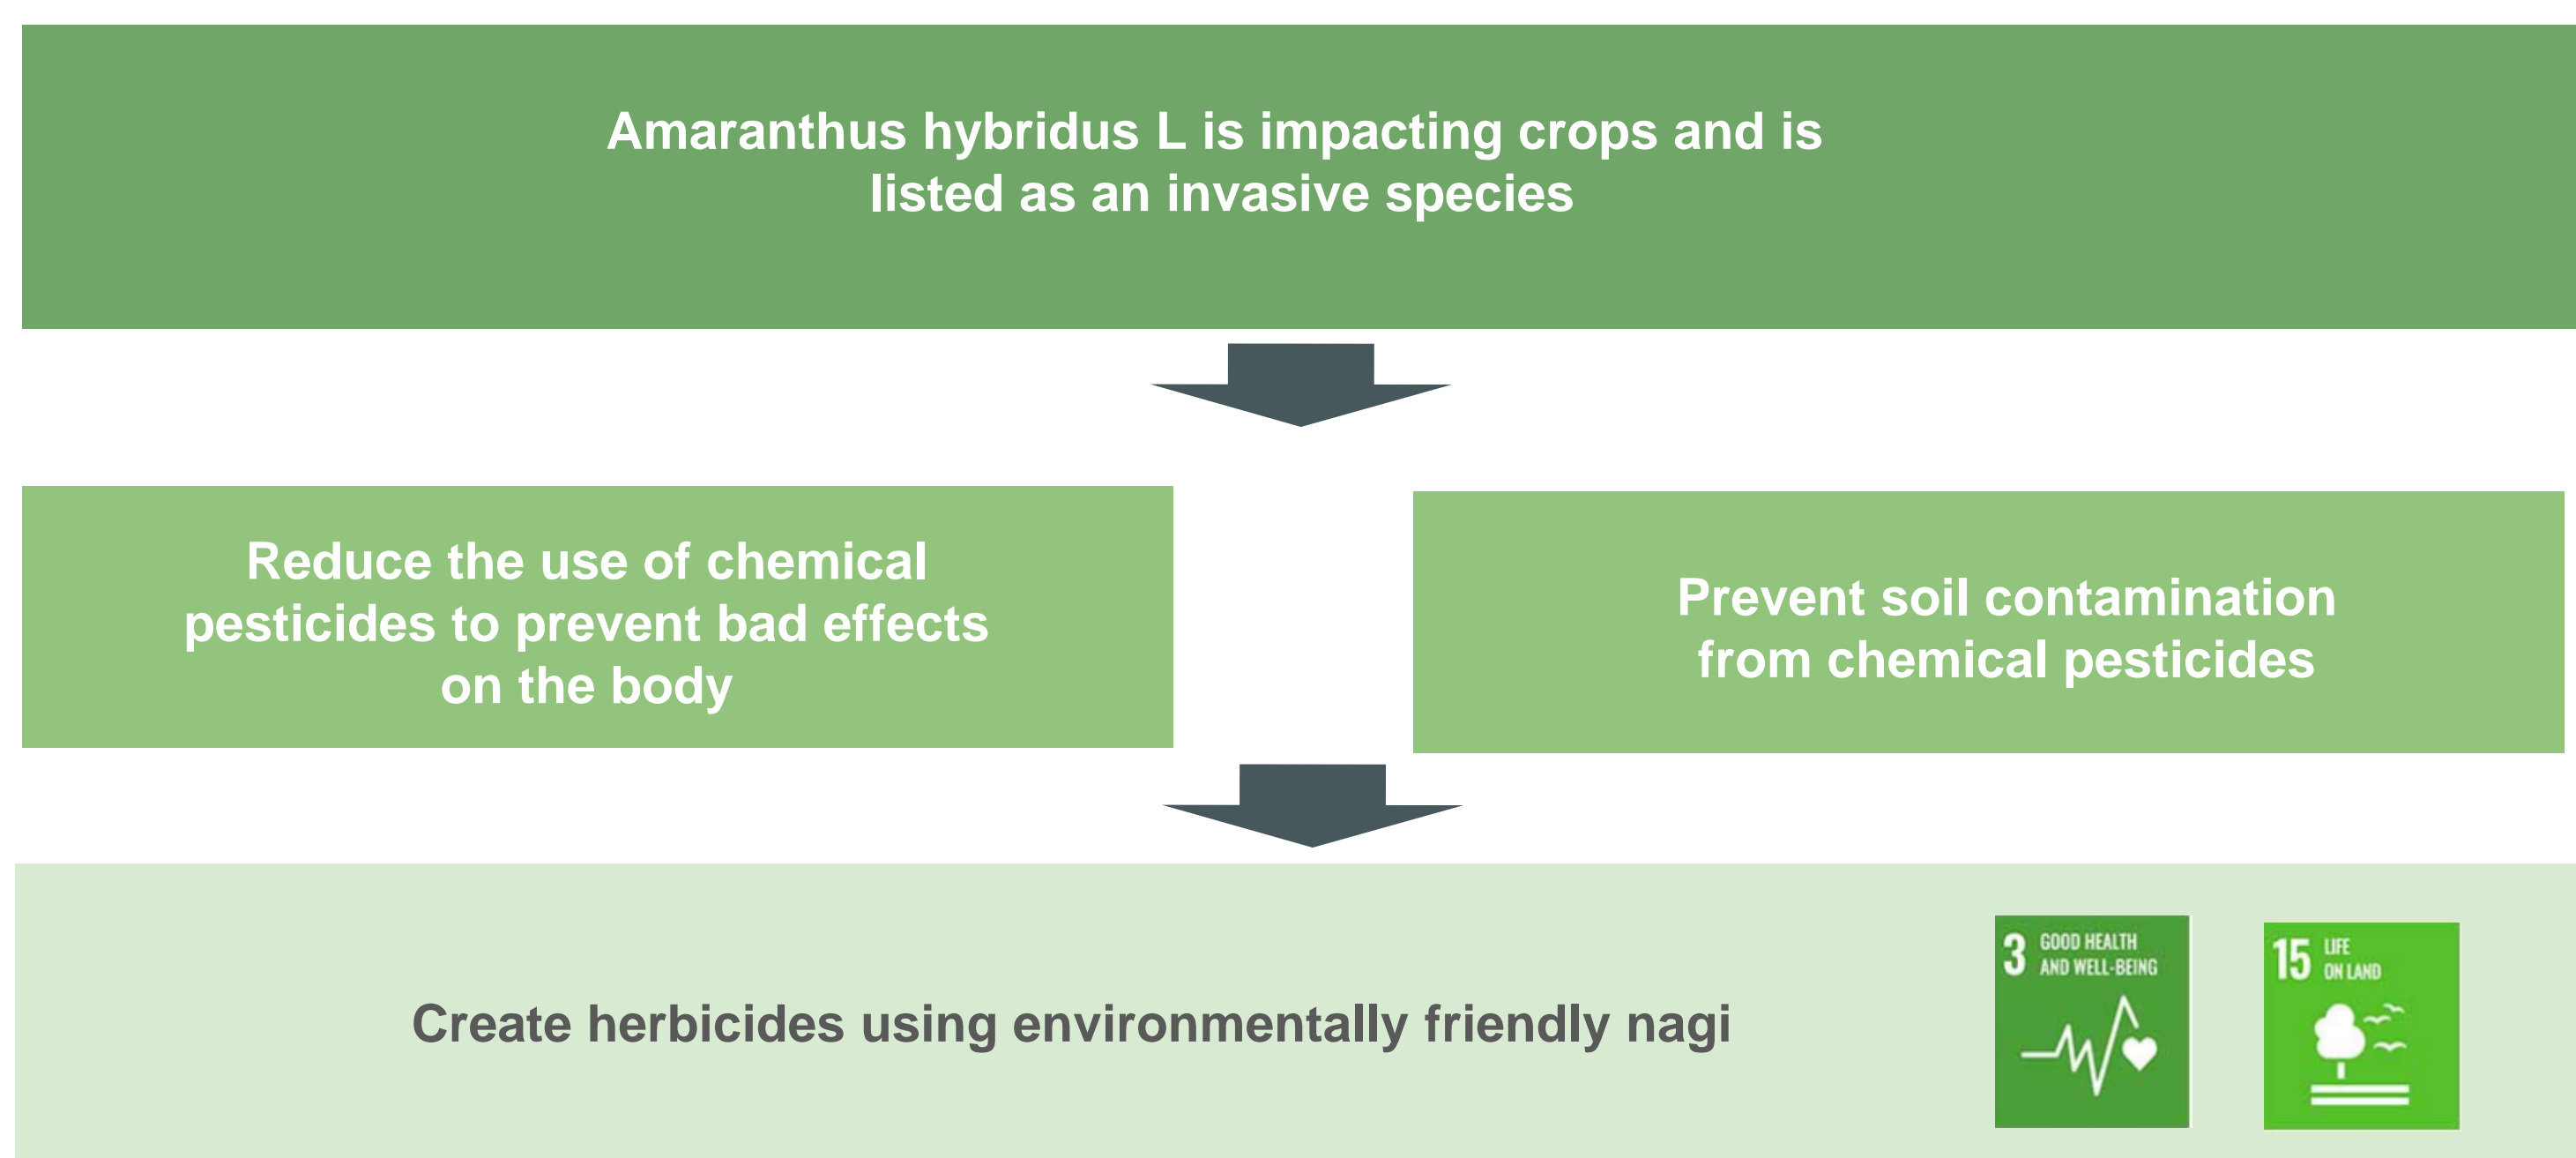 Amaranthus hybridus L is impacting crops and is
listed as an invasive species
Reduce the use of chemical
pesticides to prevent bad effects
on the body
Prevent soil contamination
from chemical pesticides
Create herbicides using environmentally friendly nagi
3 GOOD HEALTH
AND WELL-BEING
15 LIFE
ON LAND